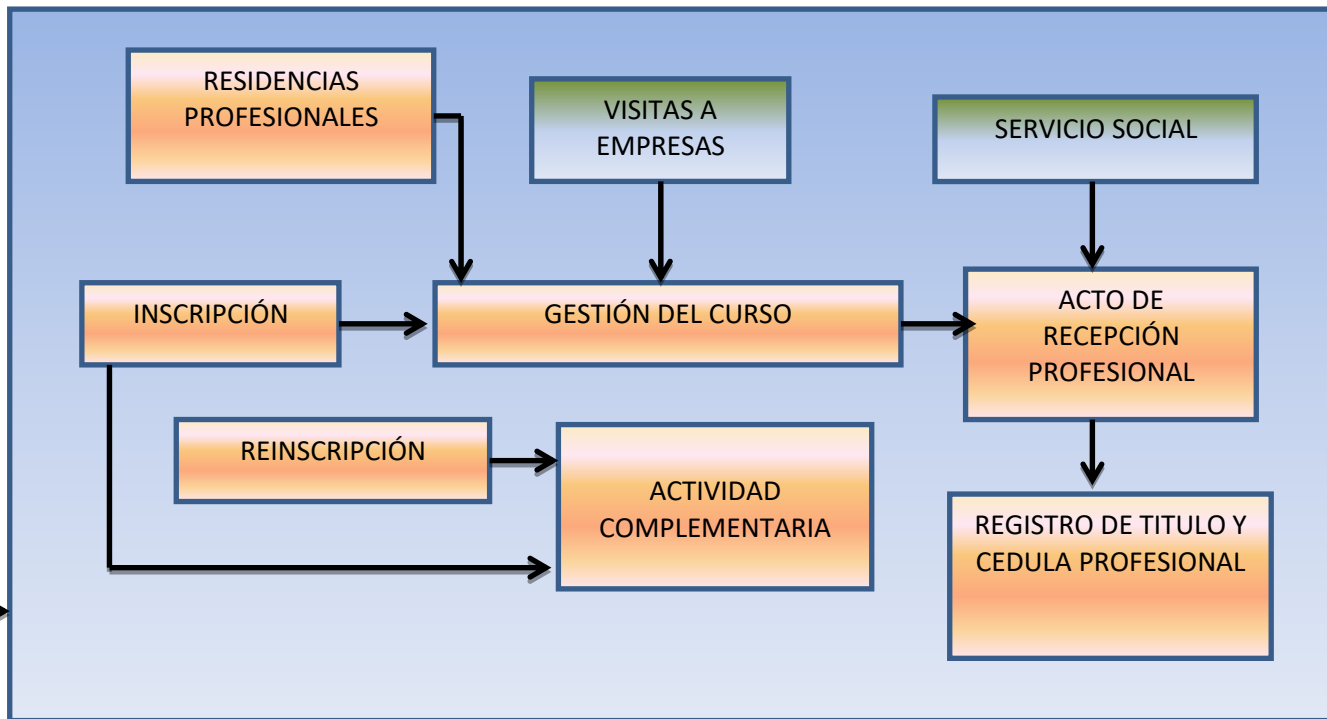 RESIDENCIAS
PROFESIONALES
VISITAS A
EMPRESAS
SERVICIO SOCIAL
INSCRIPCIÓN
GESTIÓN DEL CURSO
ACTO DE
RECEPCIÓN
PROFESIONAL
REINSCRIPCIÓN
ACTIVIDAD
COMPLEMENTARIA
REGISTRO DE TITULO Y
CEDULA PROFESIONAL